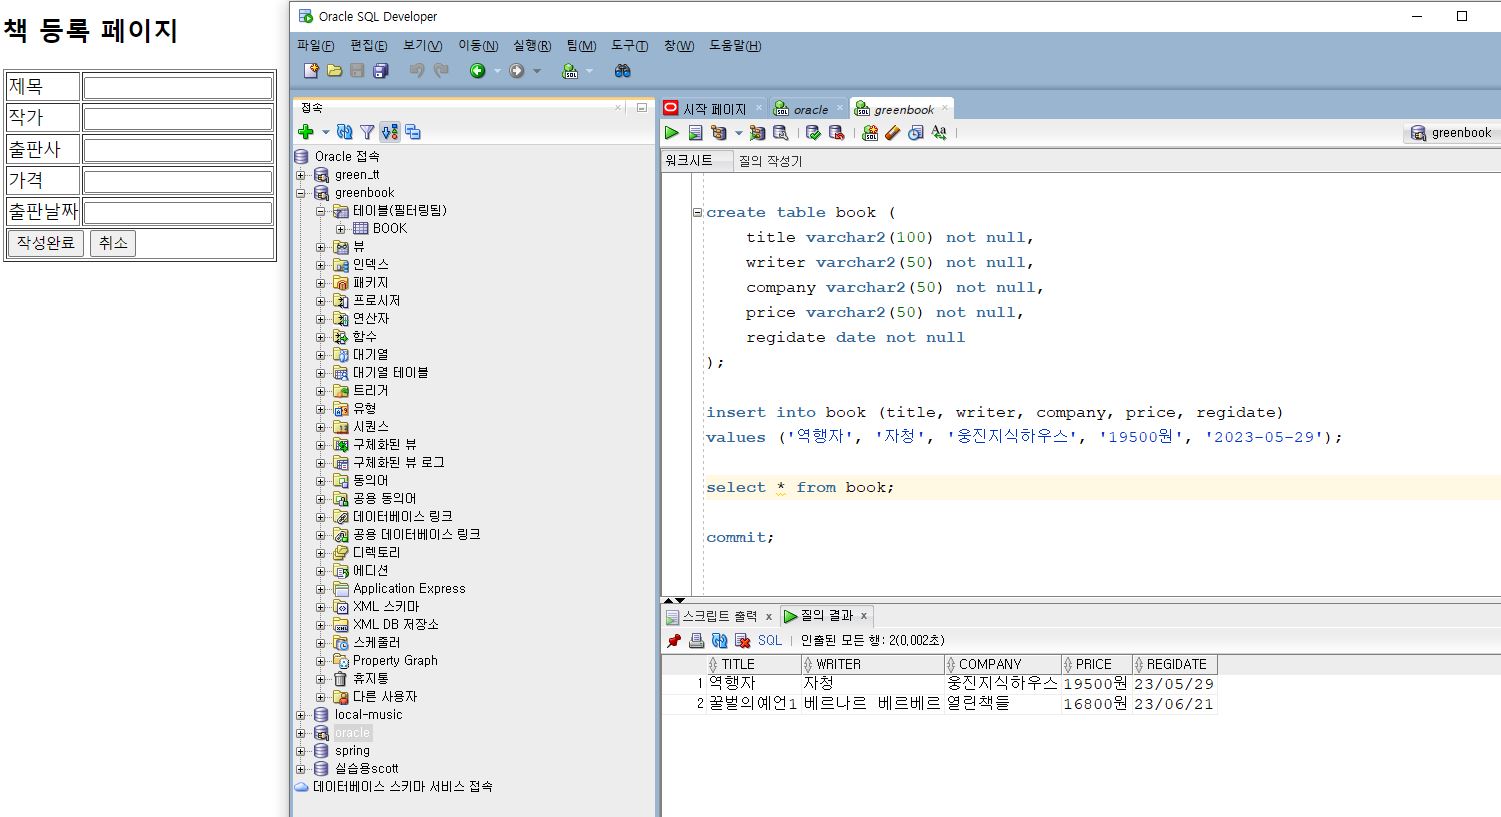 책 등록 페이지
제목
작가
출판사
가격
출판날짜
작성완료 취소
Oracle SQL Developer
파일(F) 편집(E) 보기(V) 이동(N) 실행(R) 팀(M) 도구(T) 창(W) 도움말(H)
접속
Oracle 접속
green_tt
greenbook
테이블(필터링됨)
BOOK
뷰
인덱스
패키지
프로시저
연산자
함수
대기열
대기열 테이블
트리거
유형
시퀀스
구체화된 뷰
구체화된 뷰 로그
동의어
공용 동의어
데이터베이스 링크
공용 데이터베이스 링크
디렉토리
에디션
Application Express
XML 스키마
XML DB 저장소
스케줄러
Property Graph
휴지통
다른 사용자
local-music
oracle
spring
실습용scott
데이터베이스 스키마 서비스 접속
시작 페이지 oracle greenbook
greenbook
워크시트 질의 작성기
create table book (
title varchar2(100) not null,
writer varchar2(50) not null,
company varchar2(50) not null,
price varchar2(50) not null,
regidate date not null
);
insert into book (title, writer, company, price, regidate)
values ('역행자', '자청', '웅진지식하우스', '19500원', '2023-05-29');
select * from book;
commit;
스크립트 출력 x 질의 결과 x
SQL | 인출된 모든 행: 2(0,002초)
TITLE WRITER COMPANY PRICE REGIDATE
1 역행자 자청 웅진지식하우스 19500원 23/05/29
2 꿀벌의예언1 베르나르 베르베르 열린책들 16800원 23/06/21